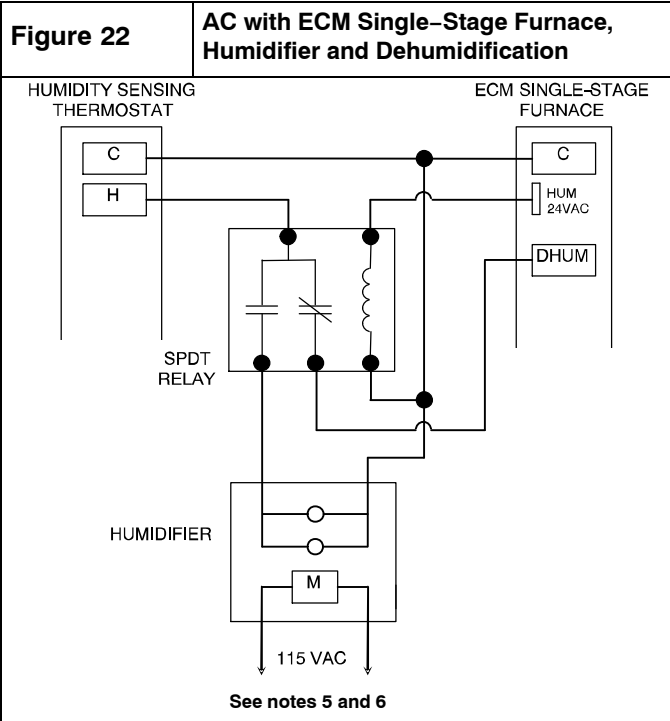 Figure 22
AC with ECM Single–Stage Furnace,
Humidifier and Dehumidification
HUMIDITY SENSING
THERMOSTAT
ECM SINGLE–STAGE
FURNACE
C
C
H
HUM
24VAC
DHUM
SPDT
RELAY
HUMIDIFIER
M
115 VAC
See notes 5 and 6